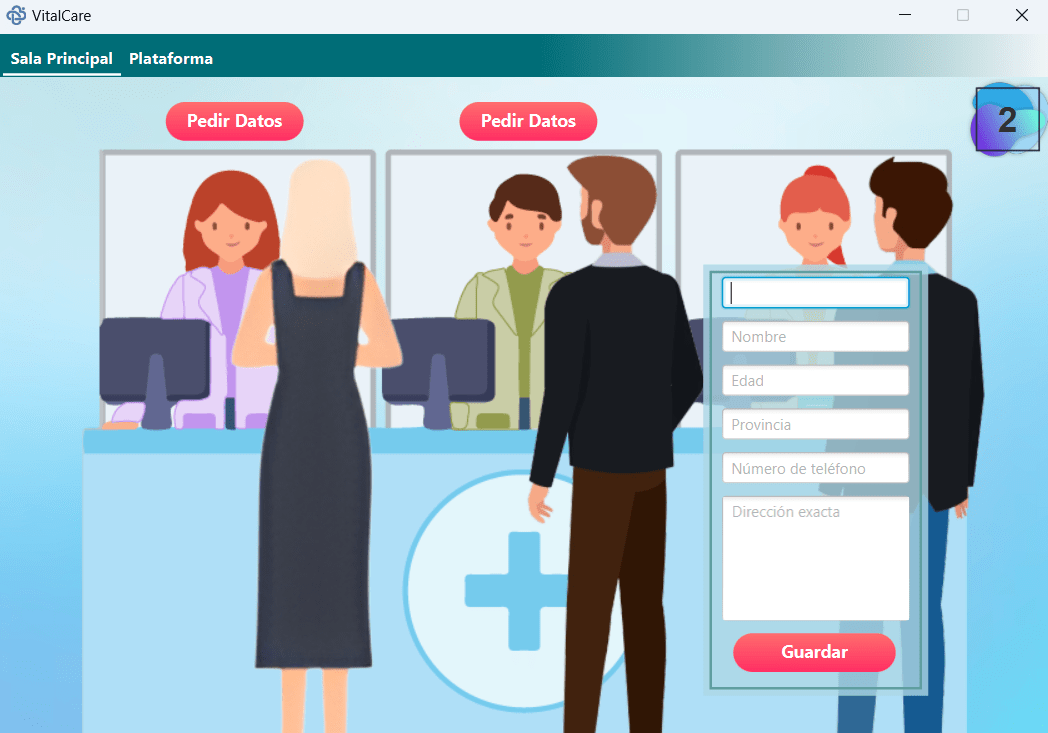 VitalCare
Sala Principal Plataforma
Pedir Datos
Pedir Datos
2
Nombre
Edad
Provincia
Número de teléfono
Dirección exacta
Guardar